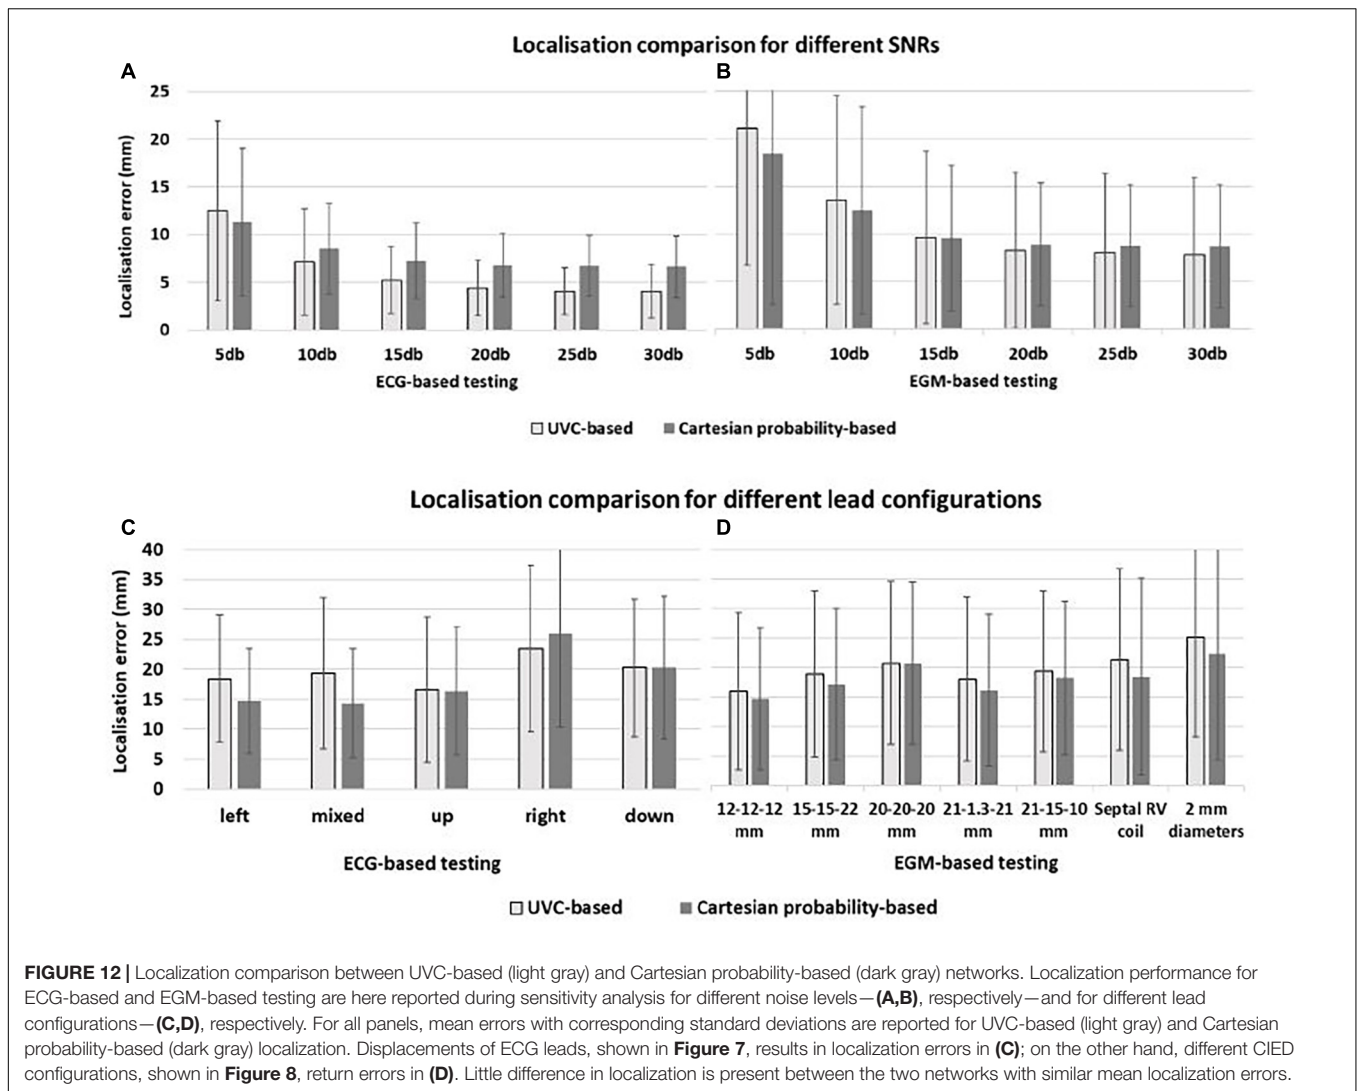 Localisation comparison for different SNRs
A
B
Localisation error (mm)
25
20
15
10
5
0
5db 10db 15db 20db 25db 30db
ECG-based testing
5db 10db 15db 20db 25db 30db
EGM-based testing
UVC-based Cartesian probability-based
Localisation comparison for different lead configurations
C
D
Localisation error (mm)
40
35
30
25
20
15
10
5
0
left mixed up right down
ECG-based testing
12-12-12 15-15-22 20-20-20 21-1.3-21 21-15-10 Septal RV 2 mm
mm mm mm mm mm coil diameters
EGM-based testing
UVC-based Cartesian probability-based
FIGURE 12 | Localization comparison between UVC-based (light gray) and Cartesian probability-based (dark gray) networks. Localization performance for
ECG-based and EGM-based testing are here reported during sensitivity analysis for different noise levels—(A,B), respectively—and for different lead
configurations—(C,D), respectively. For all panels, mean errors with corresponding standard deviations are reported for UVC-based (light gray) and Cartesian
probability-based (dark gray) localization. Displacements of ECG leads, shown in Figure 7, results in localization errors in (C); on the other hand, different CIED
configurations, shown in Figure 8, return errors in (D). Little difference in localization is present between the two networks with similar mean localization errors.